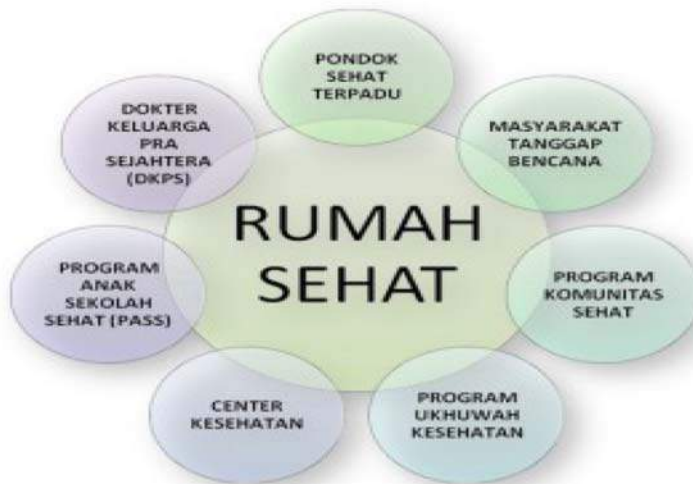 PONDOK
SEHAT
TERPADU
MASYARAKAT
TANGGAP
BENCANA
PROGRAM
KOMUNITAS
SEHAT
PROGRAM
UKHUWAH
KESEHATAN
CENTER
KESEHATAN
PROGRAM
ANAK
SEKOLAH
SEHAT (PASS)
DOKTER
KELUARGA
PRA
SEJAHTERA
(DKPS)
RUMAH
SEHAT